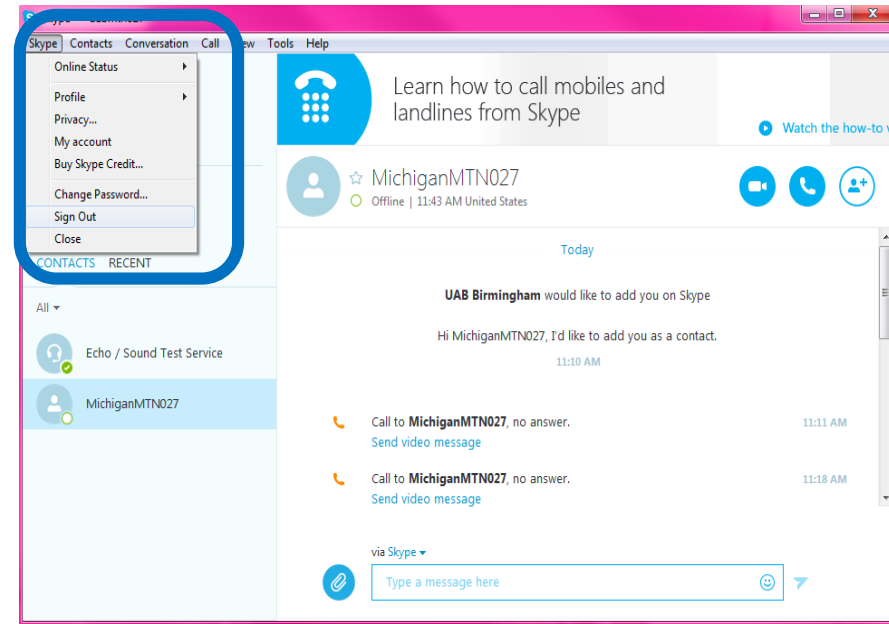 Skype Contacts Conversation Call Tools Help
Online Status
Profile
Privacy...
My account
Buy Skype Credit...
Change Password...
Sign Out
Close
CONTACTS RECENT
All
Echo / Sound Test Service
MichiganMTN027
Learn how to call mobiles and
landlines from Skype
Watch the how-to
MichiganMTN027
Offline | 11:43 AM United States
Today
UAB Birmingham would like to add you on Skype
Hi MichiganMTN027, I'd like to add you as a contact.
11:10 AM
Call to MichiganMTN027, no answer. 11:11 AM
Send video message
Call to MichiganMTN027, no answer. 11:18 AM
Send video message
via Skype
Type a message here